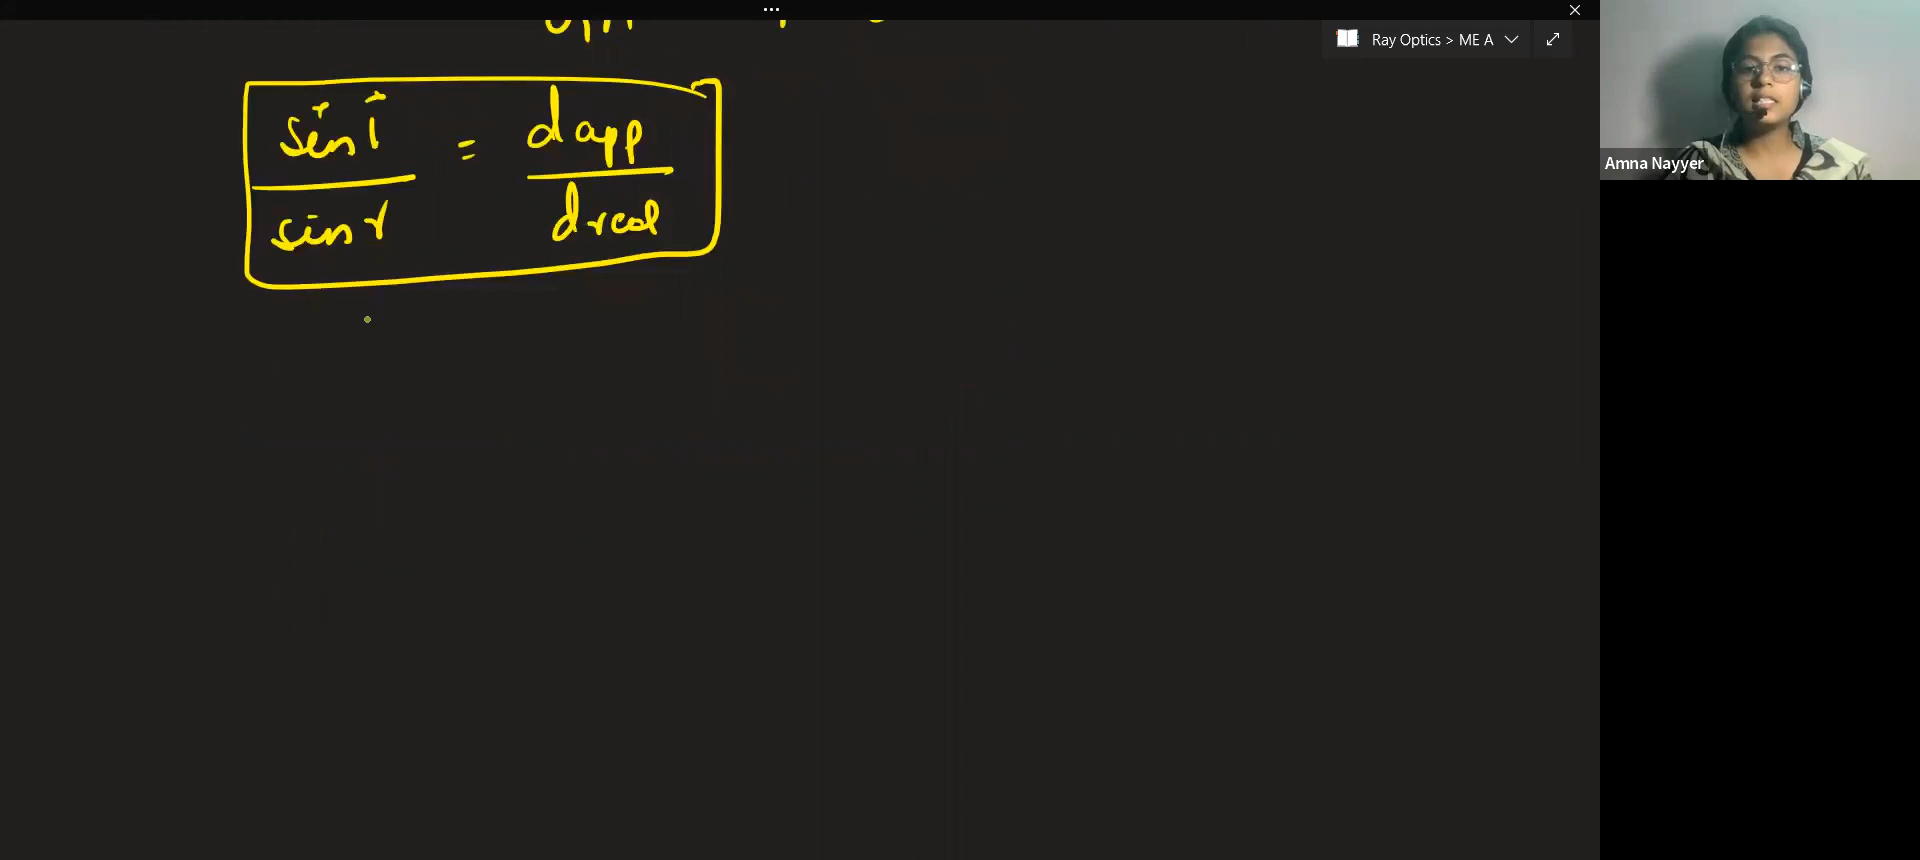 Ray Optics > ME A
sin i = d app
sin r d real
Amna Nayyer